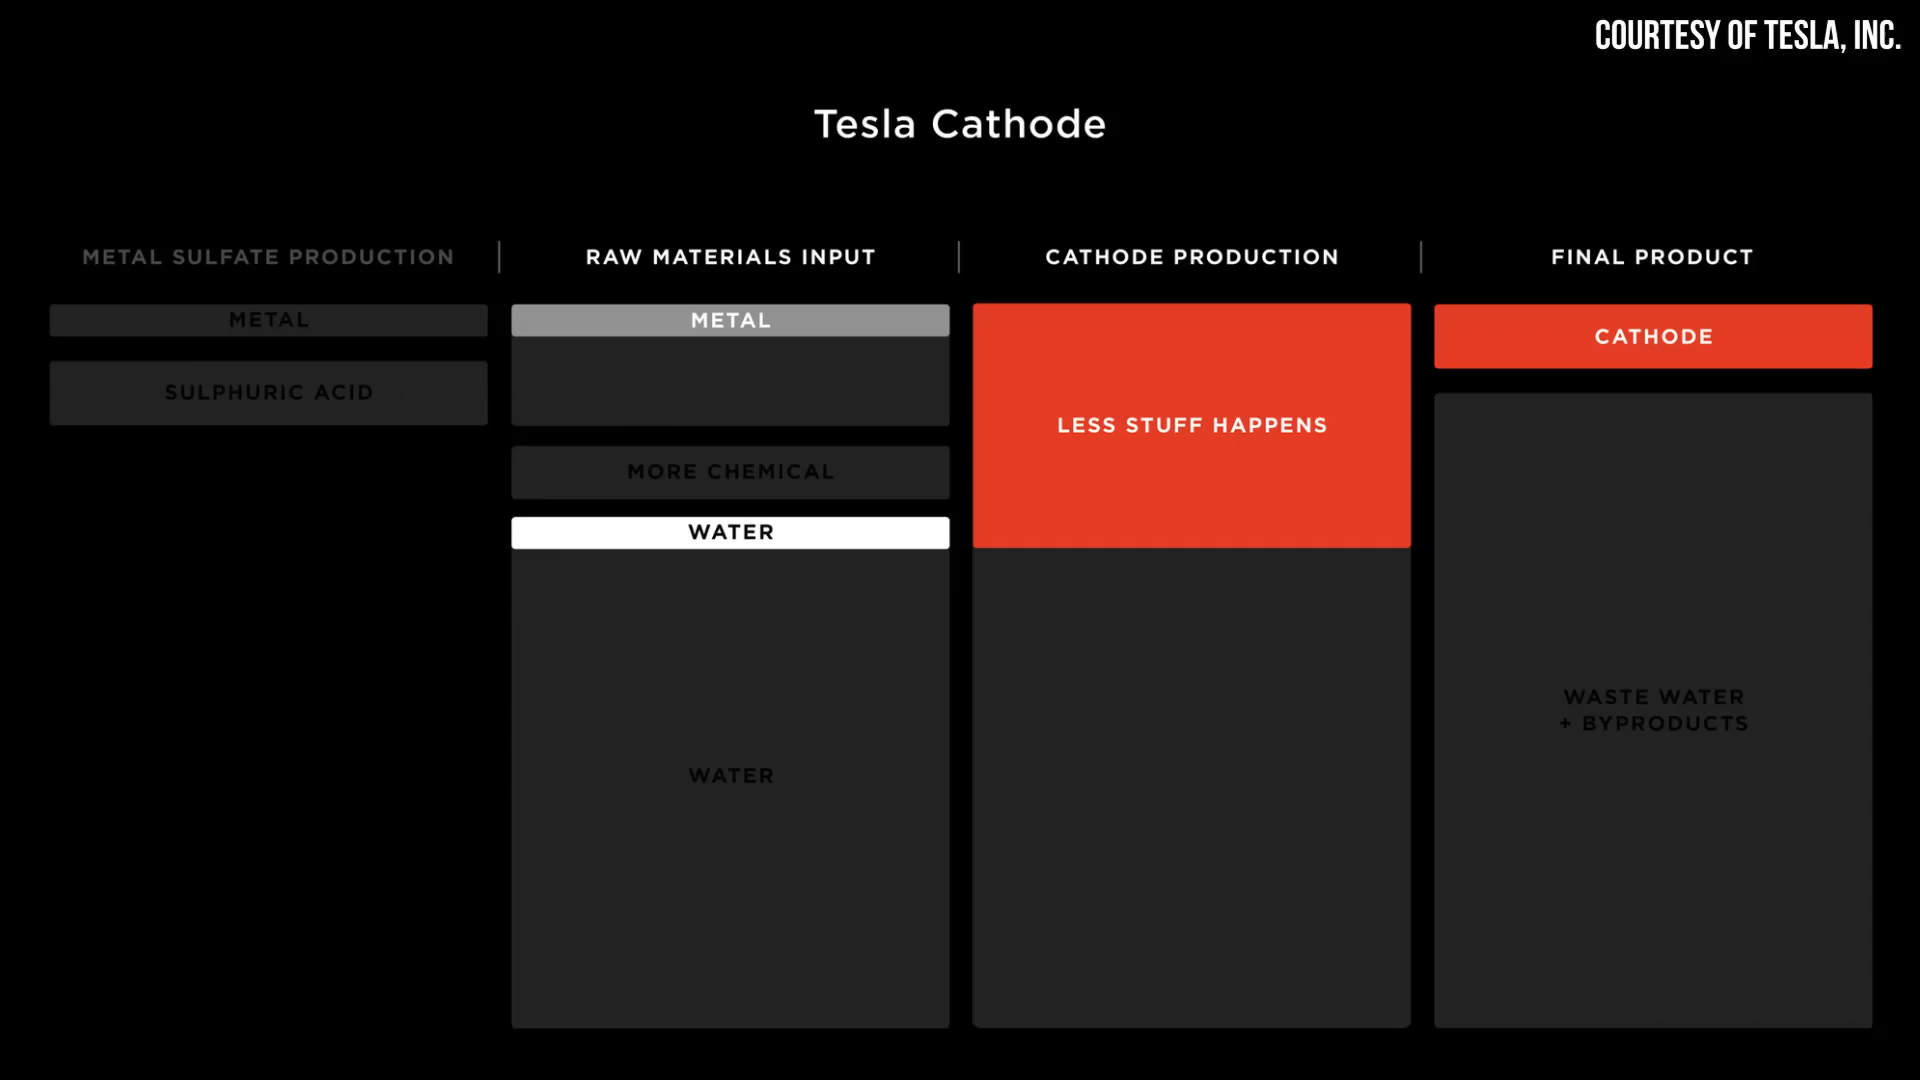 COURTESY OF TESLA, INC.
Tesla Cathode
METAL SULFATE PRODUCTION
RAW MATERIALS INPUT
CATHODE PRODUCTION
FINAL PRODUCT
METAL
SULPHURIC ACID
METAL
MORE CHEMICAL
WATER
WATER
LESS STUFF HAPPENS
CATHODE
WASTE WATER
+ BYPRODUCTS